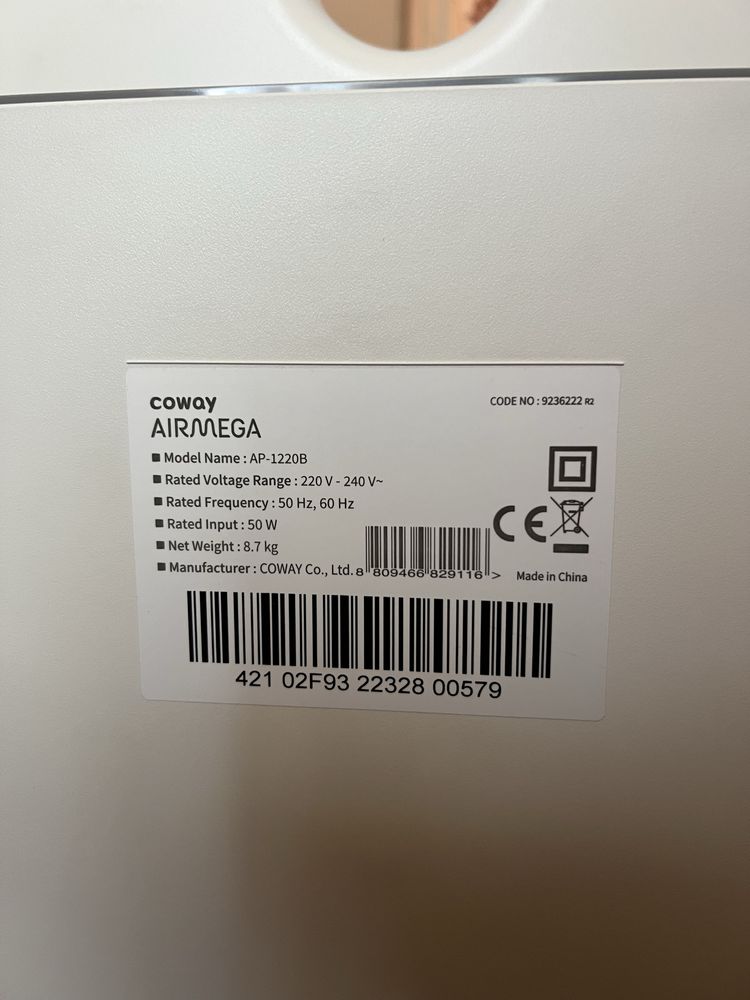 coway
AIRMEGA
CODE NO : 9236222 R2
■ Model Name : AP-1220B
■ Rated Voltage Range : 220 V - 240 V~
■ Rated Frequency : 50 Hz, 60 Hz
■ Rated Input : 50 W
■ Net Weight : 8.7 kg
■ Manufacturer : COWAY Co., Ltd.
8 809466 829116 >
CE
Made in China
421 02F93 22328 00579